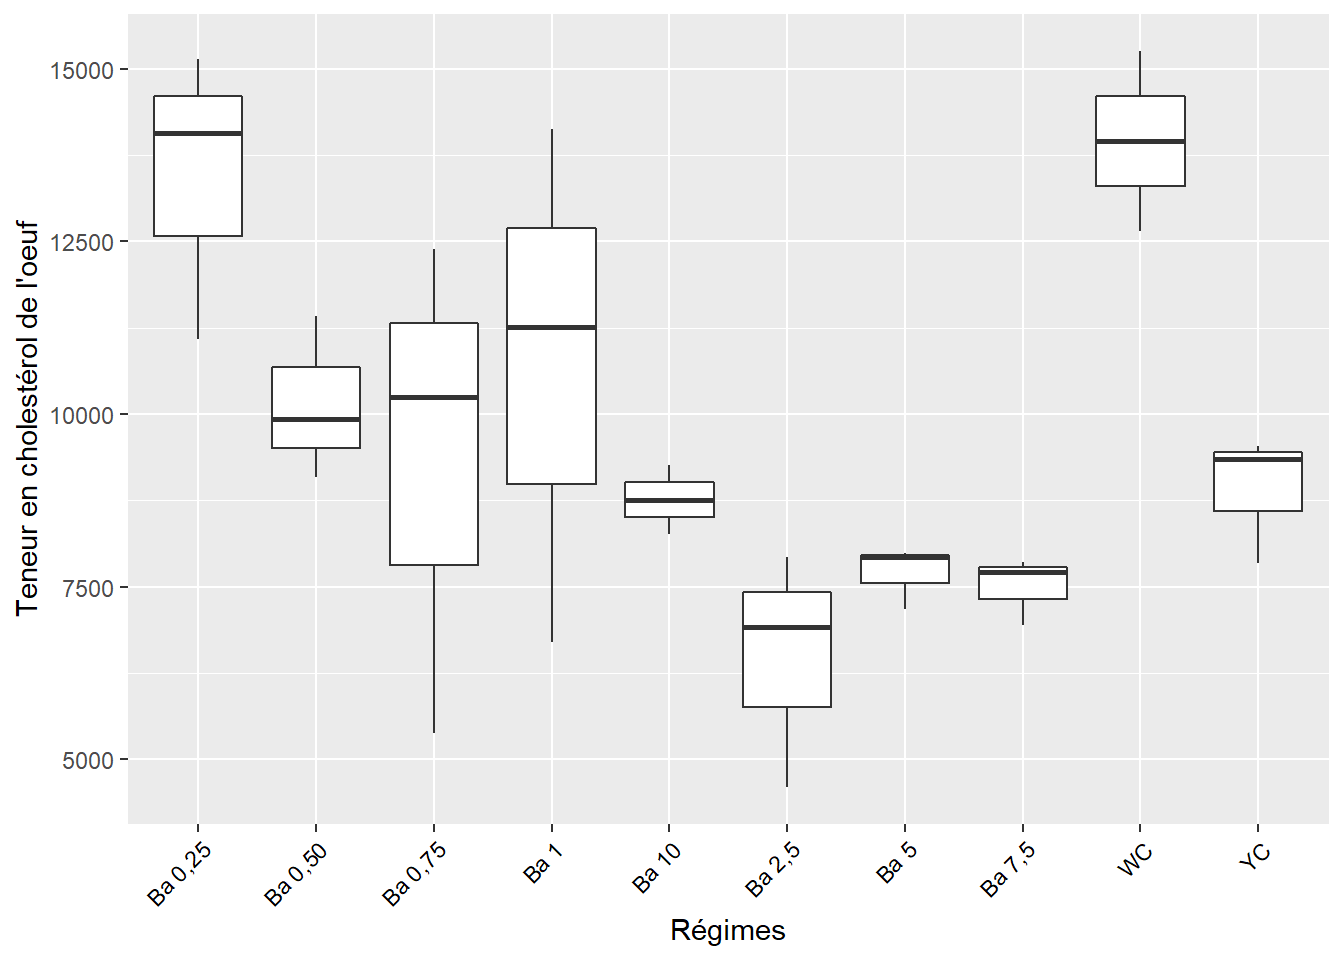 Teneur en cholestérol de l'oeuf
15000
12500
10000
7500
5000
Ba 0,25
Ba 0,50
Ba 0,75
Ba 1
Ba 10
Ba 2,5
Ba 5
Ba 7,5
WC
YC
Régimes